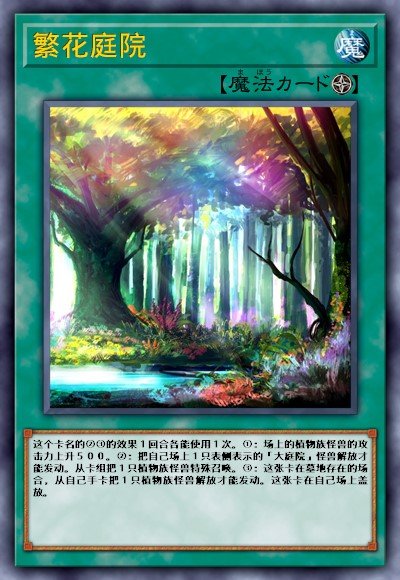 繁花庭院
魔
【魔法カード】
まほう
这个卡名的②③的效果１回合各能使用１次。①：场上的植物族怪兽的攻
击力上升５００。②：把自己场上１只表侧表示的「大庭院」怪兽解放才
能发动。从卡组把１只植物族怪兽特殊召唤。③：这张卡在墓地存在的场
合，从自己手卡把１只植物族怪兽解放才能发动。这张卡在自己场上盖
放。